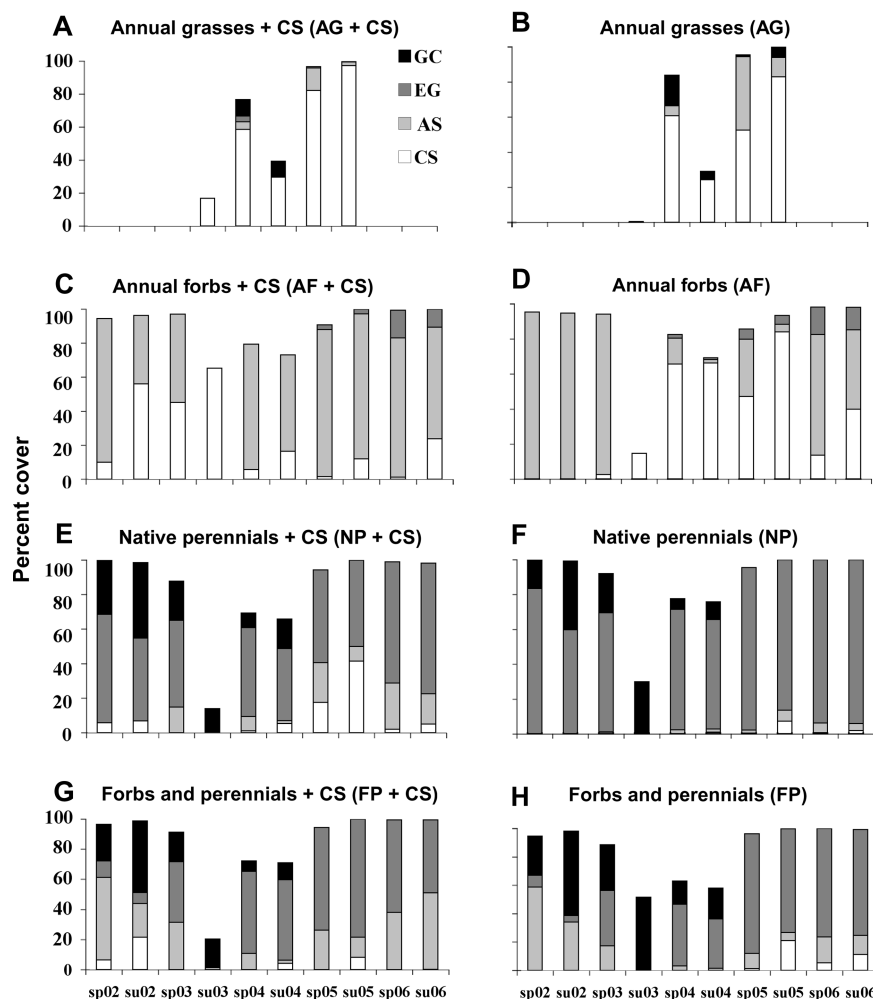 A Annual grasses + CS (AG + CS)
100
80
60
40
20
0
GC
EG
AS
CS
B Annual grasses (AG)
C Annual forbs + CS (AF + CS)
100
80
60
40
20
0
D Annual forbs (AF)
Percent cover
E Native perennials + CS (NP + CS)
100
80
60
40
20
0
F Native perennials (NP)
G Forbs and perennials + CS (FP + CS)
100
80
60
40
20
0
sp02 su02 sp03 su03 sp04 su04 sp05 su05 sp06 su06
H Forbs and perennials (FP)
sp02 su02 sp03 su03 sp04 su04 sp05 su05 sp06 su06